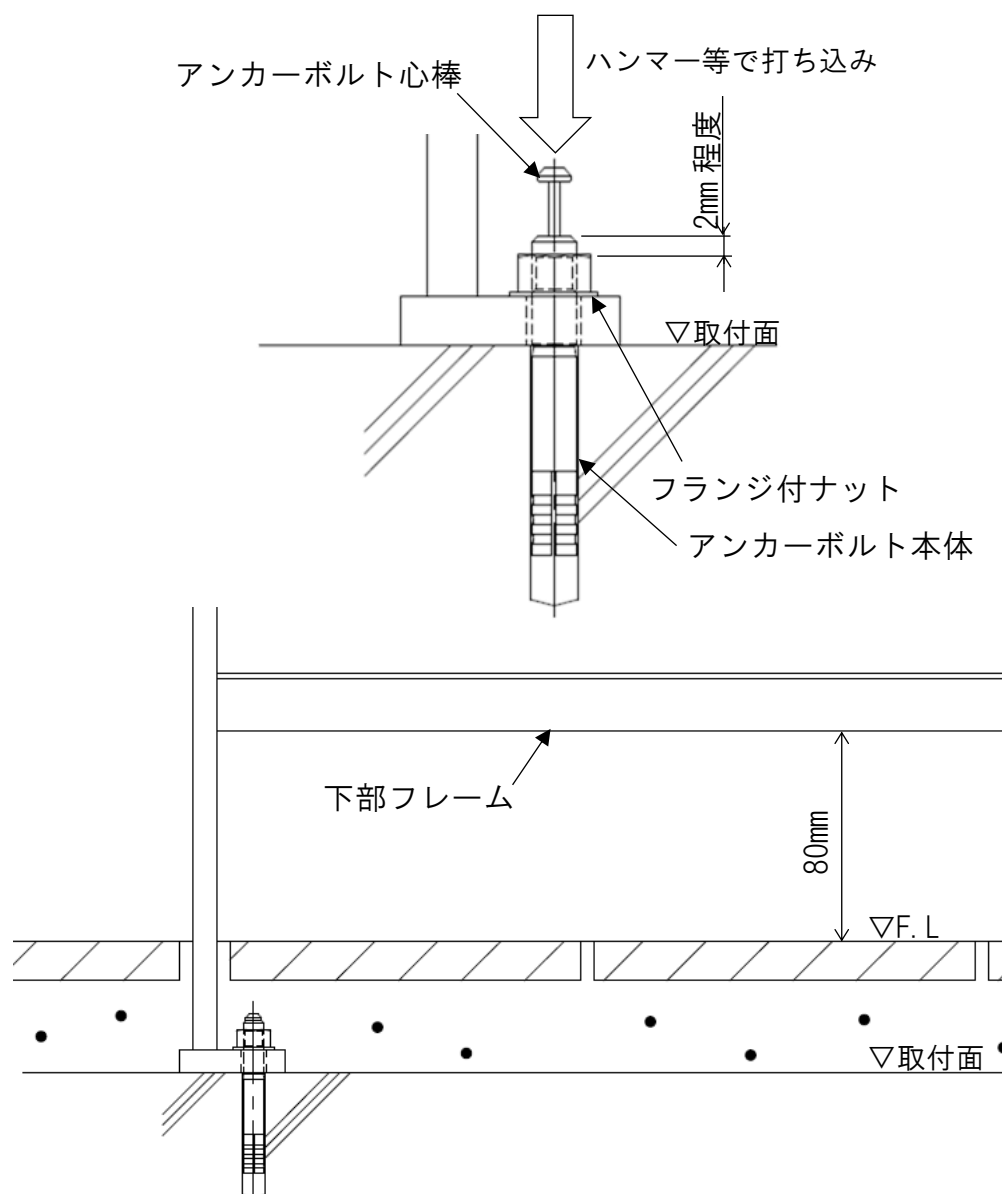 アンカーボルト心棒
ハンマー等で打ち込み
2mm 程度
▽取付面
フランジ付ナット
アンカーボルト本体
下部フレーム
80mm
▽F.L
▽取付面